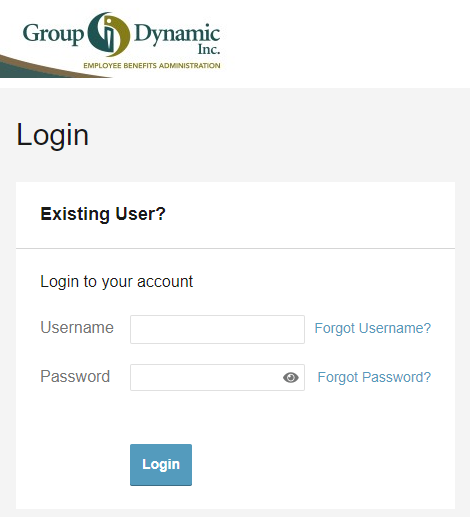 Group Dynamic
Inc.
EMPLOYEE BENEFITS ADMINISTRATION
Login
Existing User?
Login to your account
Username Forgot Username?
Password Forgot Password?
Login